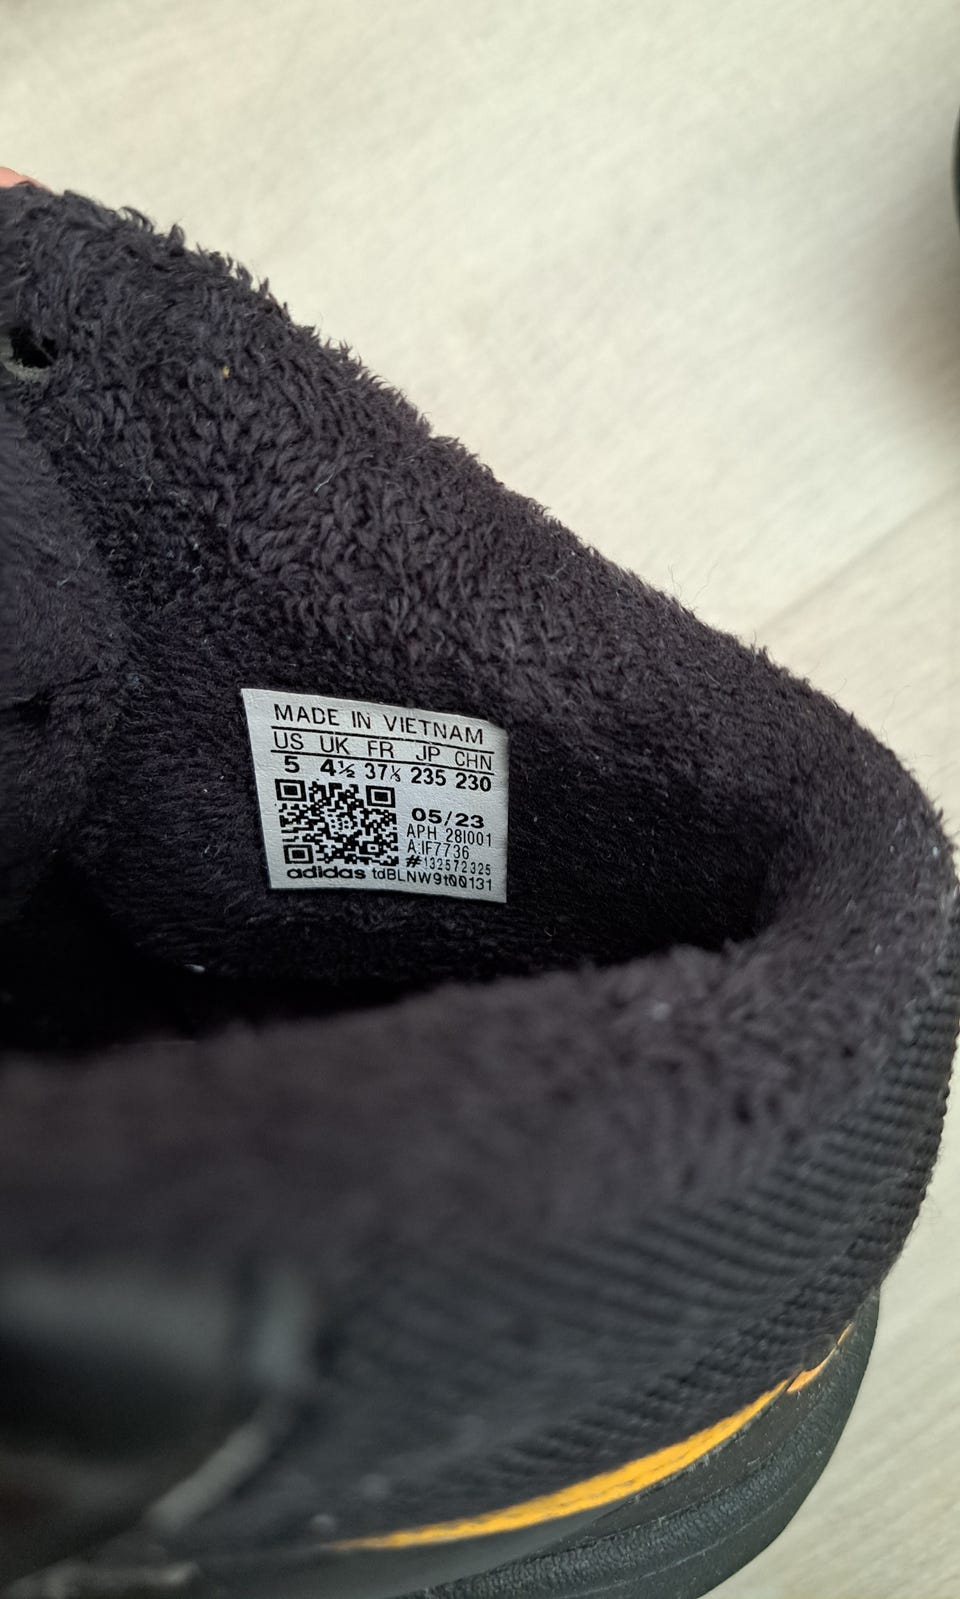 MADE IN VIETNAM
US UK FR JP CHN
5 4½ 37⅓ 235 230
05/23
APH 28I001
A:IF7736
#132572325
adidas tdBLNW9t00131